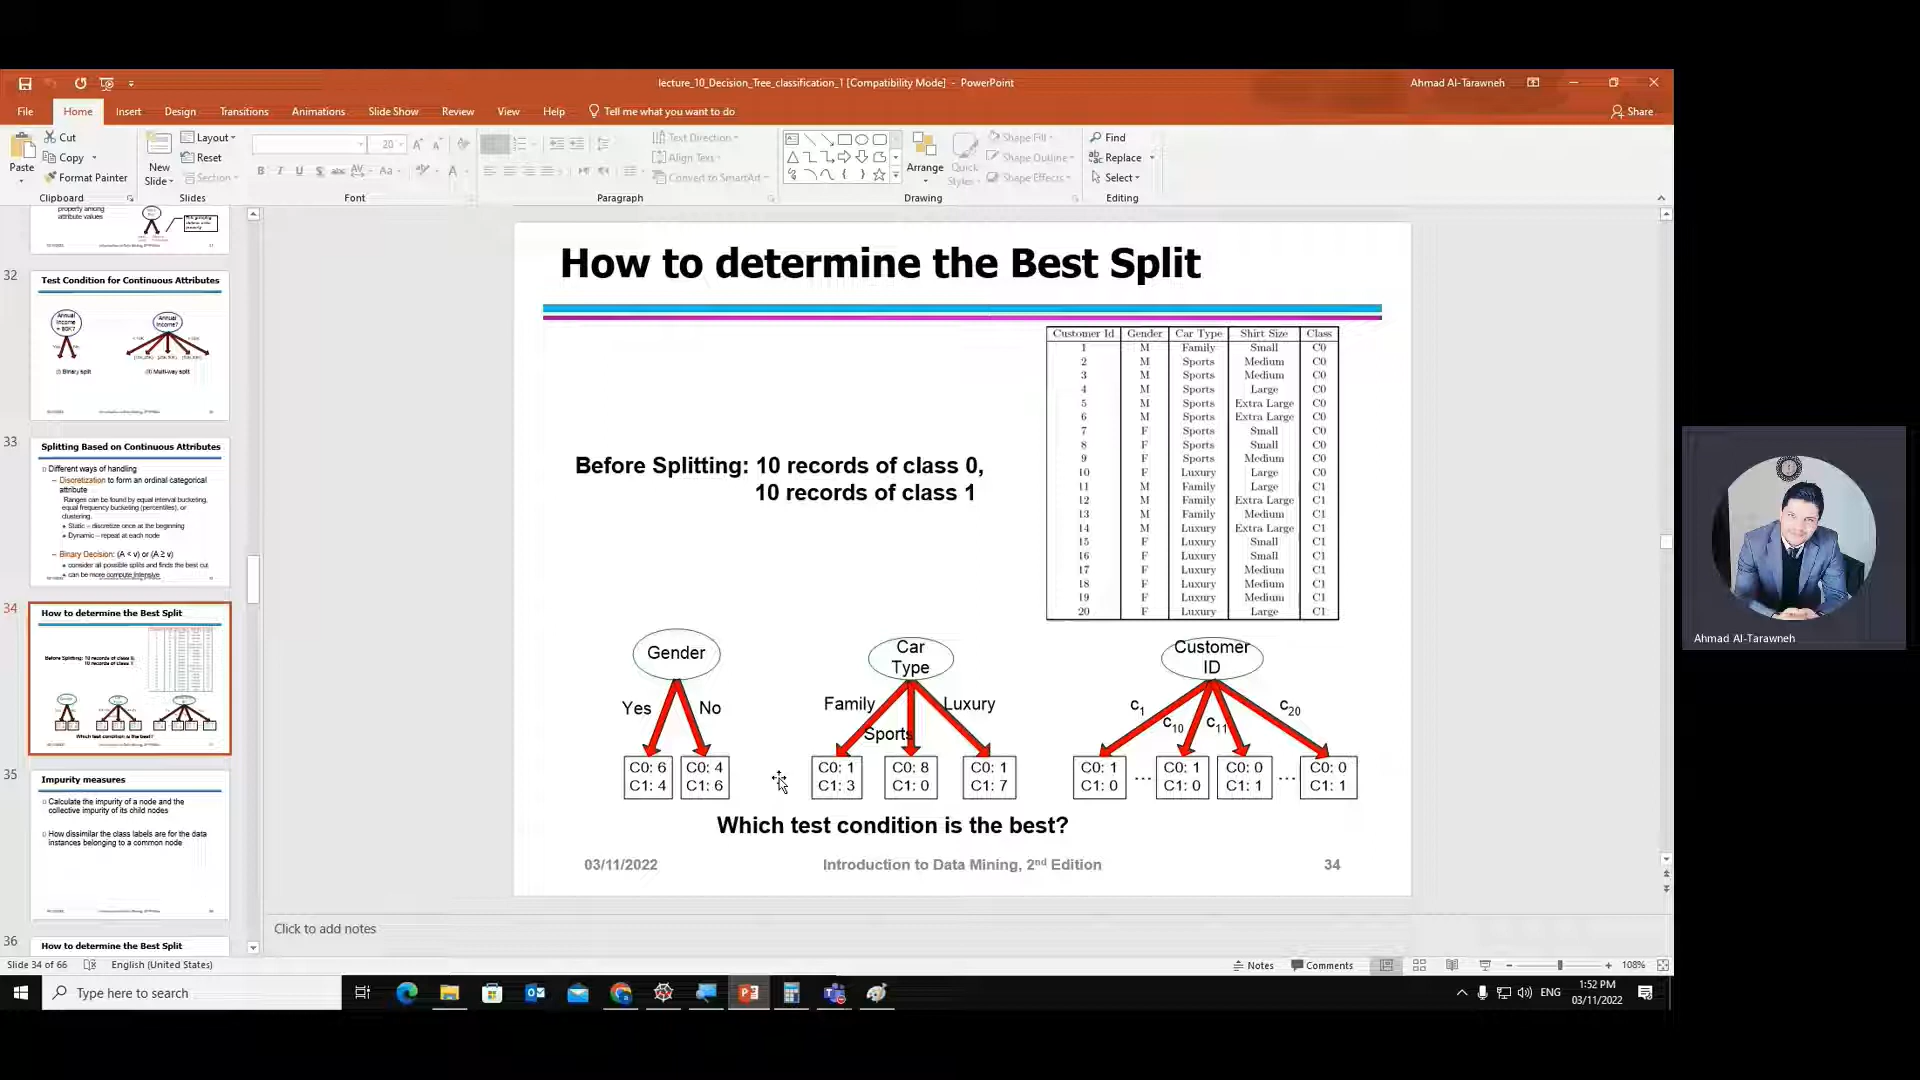 lecture_10_Decision_Tree_classification_1 [Compatibility Mode] - PowerPoint
Ahmad Al-Tarawneh
File Home Insert Design Transitions Animations Slide Show Review View Help Tell me what you want to do
Share
Paste
Cut
Copy
Format Painter
Clipboard
New Slide
Layout
Reset
Section
Slides
20
Font
Text Direction
Align Text
Convert to SmartArt
Paragraph
Arrange
Quick Styles
Shape Fill
Shape Outline
Shape Effects
Drawing
Find
Replace
Select
Editing
property among
attribute values
32
Test Condition for Continuous Attributes
Annual Income > 80K?
Annual Income?
Yes No
(i) Binary split
(ii) Multi-way split
33
Splitting Based on Continuous Attributes
Different ways of handling
– Discretization to form an ordinal categorical
attribute
Ranges can be found by equal interval bucketing,
equal frequency bucketing (percentiles), or
clustering.
• Static – discretize once at the beginning
• Dynamic – repeat at each node
– Binary Decision: (A < v) or (A ≥ v)
• consider all possible splits and finds the best cut
• can be more compute intensive
34
How to determine the Best Split
Before Splitting: 10 records of class 0,
10 records of class 1
Which test condition is the best?
35
Impurity measures
Calculate the impurity of a node and the
collective impurity of its child nodes
How dissimilar the class labels are for the data
instances belonging to a common node
36
How to determine the Best Split
How to determine the Best Split
Customer Id Gender Car Type Shirt Size Class
1 M Family Small C0
2 M Sports Medium C0
3 M Sports Medium C0
4 M Sports Large C0
5 M Sports Extra Large C0
6 M Sports Extra Large C0
7 F Sports Small C0
8 F Sports Small C0
9 F Sports Medium C0
10 F Luxury Large C0
11 M Family Large C1
12 M Family Extra Large C1
13 M Family Medium C1
14 M Luxury Extra Large C1
15 F Luxury Small C1
16 F Luxury Small C1
17 F Luxury Medium C1
18 F Luxury Medium C1
19 F Luxury Medium C1
20 F Luxury Large C1
Before Splitting: 10 records of class 0,
10 records of class 1
Gender
Yes No
C0: 6 C0: 4
C1: 4 C1: 6
Car
Type
Family Luxury
Sports
C0: 1 C0: 8 C0: 1
C1: 3 C1: 0 C1: 7
Customer
ID
c1 c10 c11 c20
C0: 1 ... C0: 1 C0: 0 ... C0: 0
C1: 0 C1: 0 C1: 1 C1: 1
Which test condition is the best?
03/11/2022 Introduction to Data Mining, 2nd Edition 34
Click to add notes
Slide 34 of 66 English (United States)
Notes Comments 108%
Type here to search
ENG
1:52 PM
03/11/2022
Ahmad Al-Tarawneh